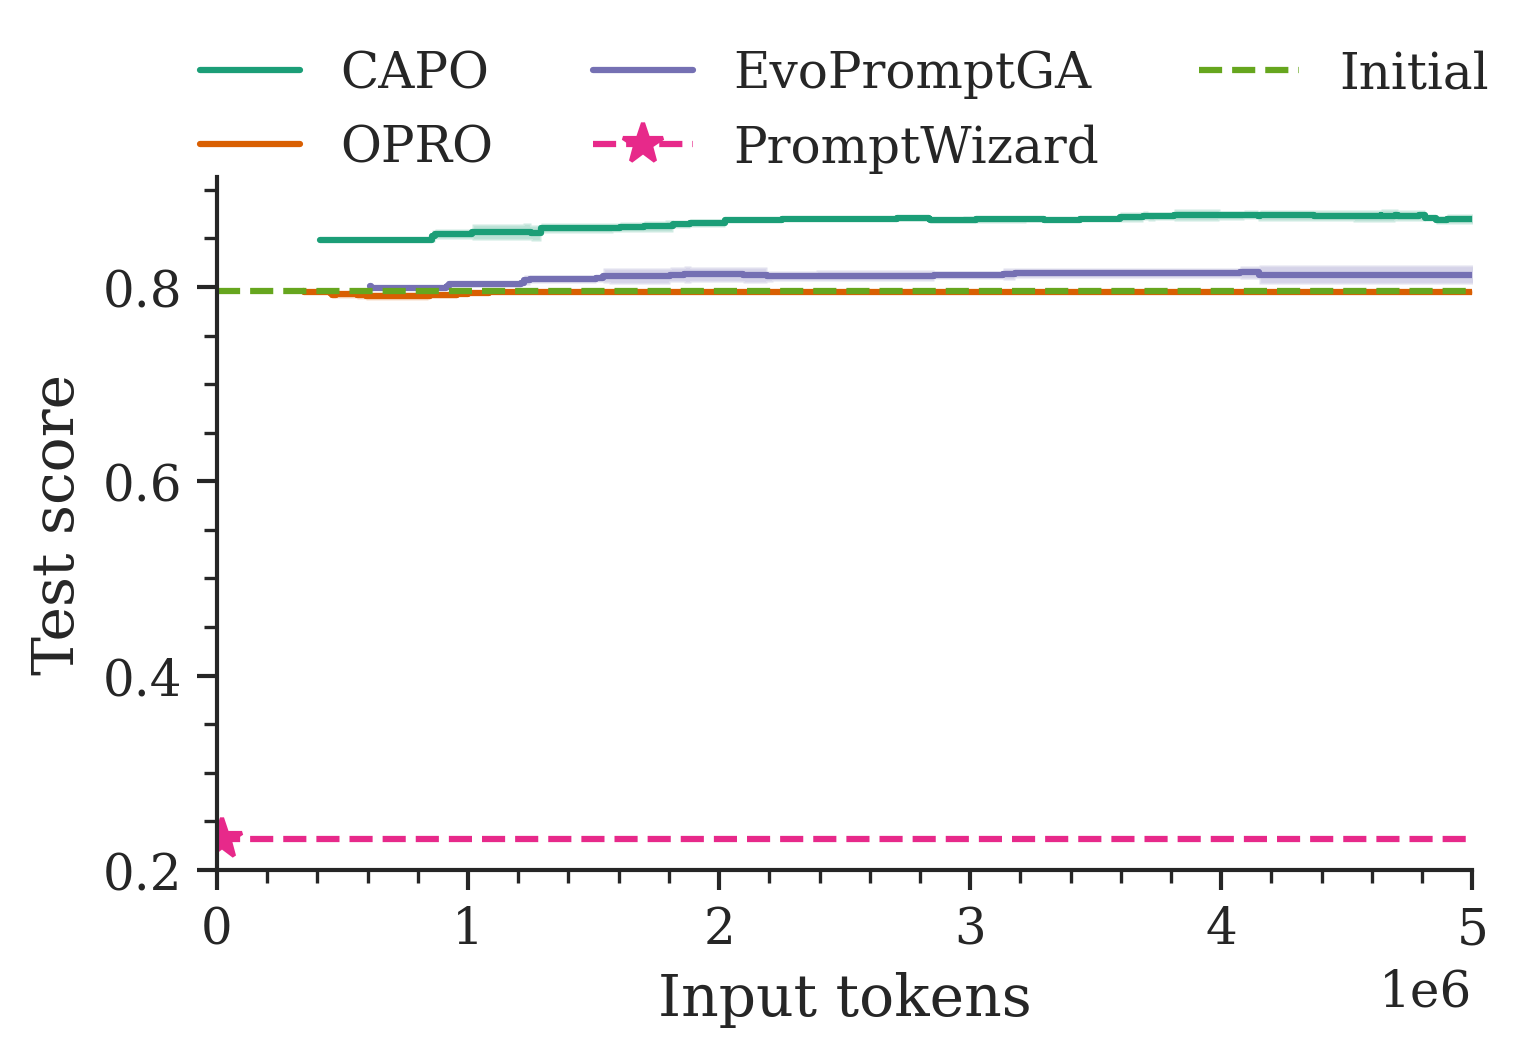 CAPO EvoPromptGA Initial
OPRO PromptWizard
0.8
0.6
0.4
0.2
Test score
0 1 2 3 4 5
1e6
Input tokens